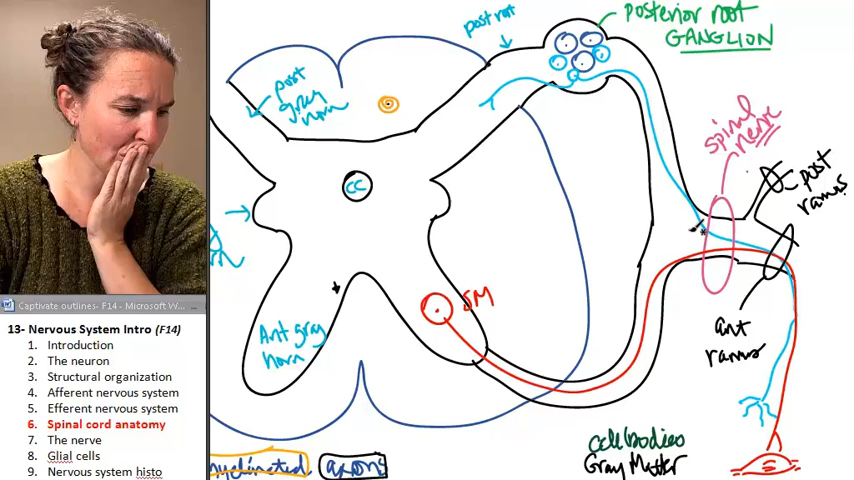 posterior root
GANGLION
post root
post
gray
horn
spinal
nerve
post
ramus
CC
SM
Ant gray
horn
ant
ramus
cell bodies
Gray Matter
myelinated axons
Captivate outlines- F14 - Microsoft W...
13- Nervous System Intro (F14)
1. Introduction
2. The neuron
3. Structural organization
4. Afferent nervous system
5. Efferent nervous system
6. Spinal cord anatomy
7. The nerve
8. Glial cells
9. Nervous system histo